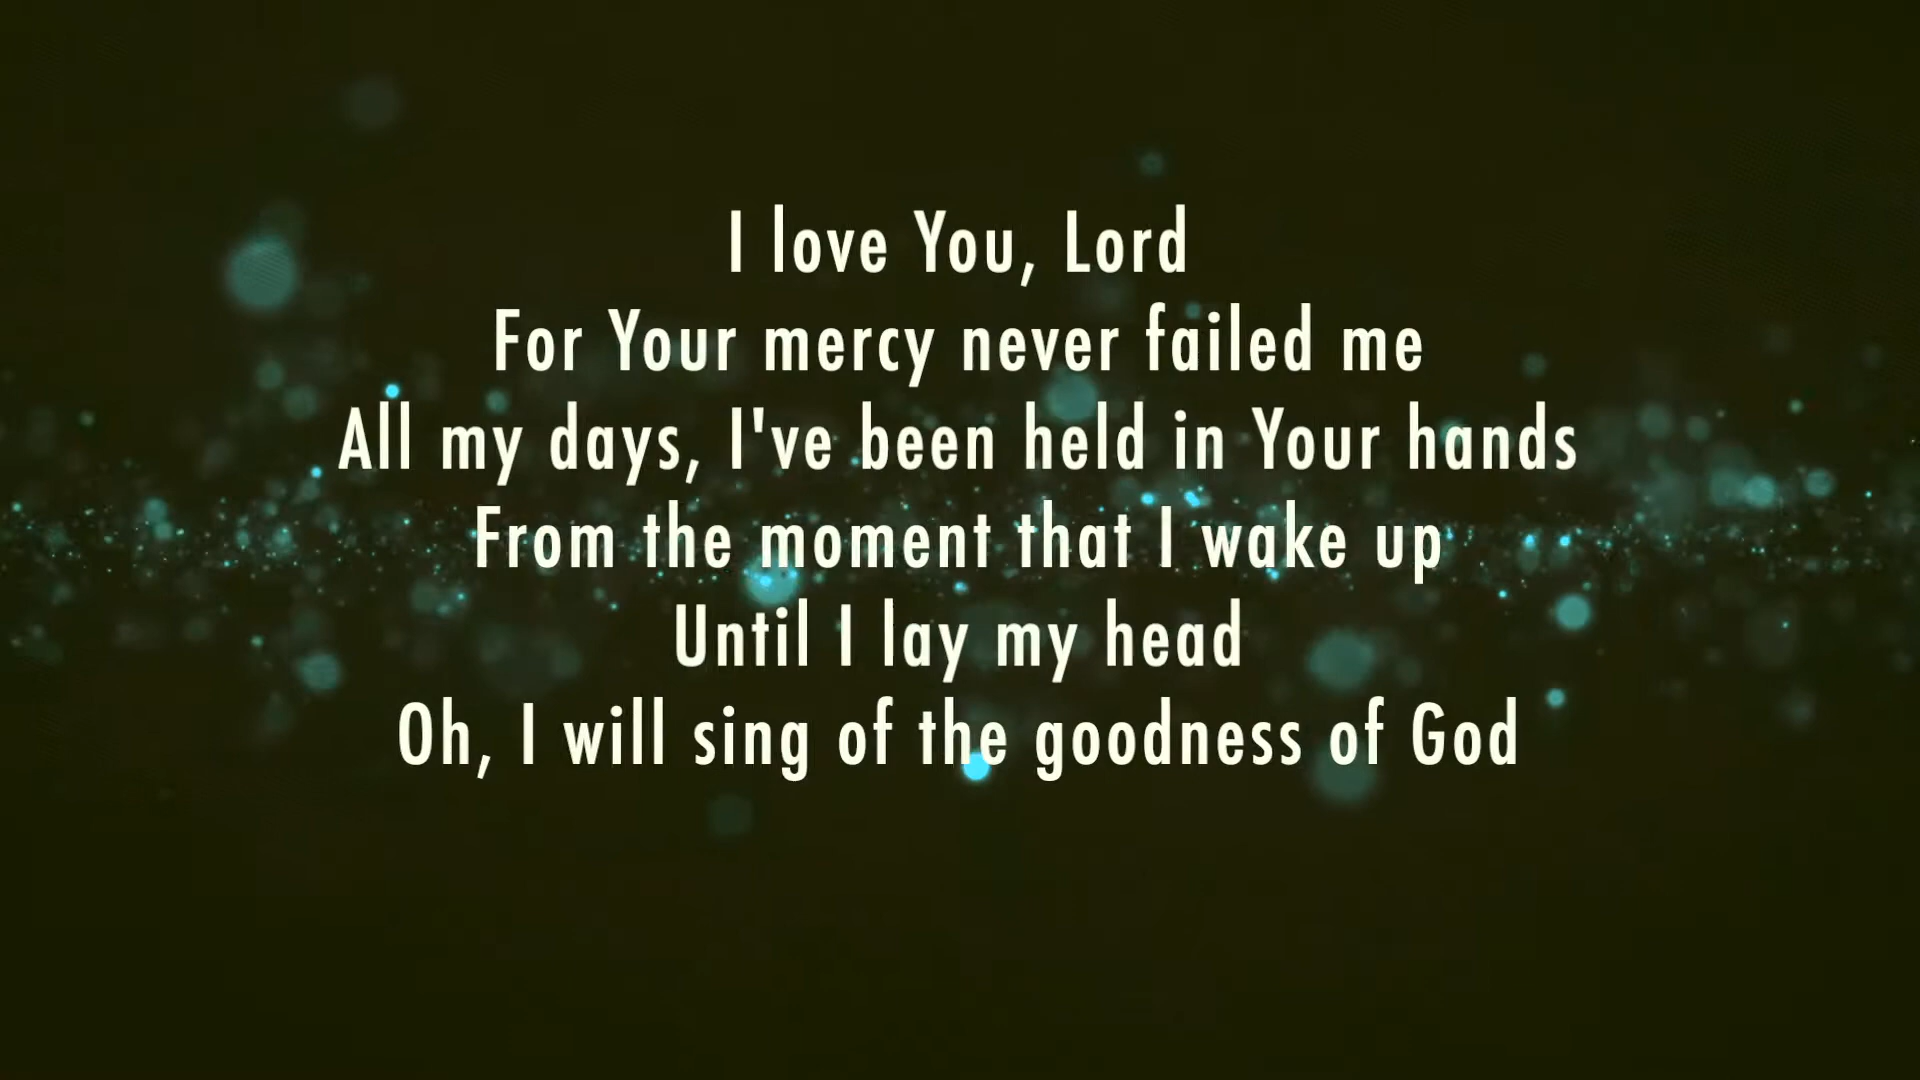 I love You, Lord
For Your mercy never failed me
All my days, I've been held in Your hands
From the moment that I wake up
Until I lay my head
Oh, I will sing of the goodness of God